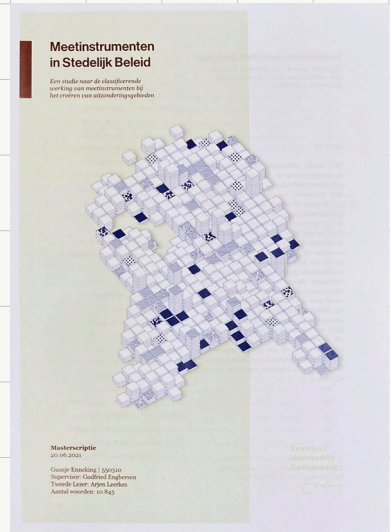 Meetinstrumenten
in Stedelijk Beleid
Een studie naar de classificerende
werking van meetinstrumenten bij
het creëren van uitzonderingsgebieden
Masterscriptie
20.06.2021
Guusje Enneking | 550310
Supervisor: Godfried Engbersen
Tweede Lezer: Arjen Leerkes
Aantal woorden: 10.845
Erasmus
University
Rotterdam